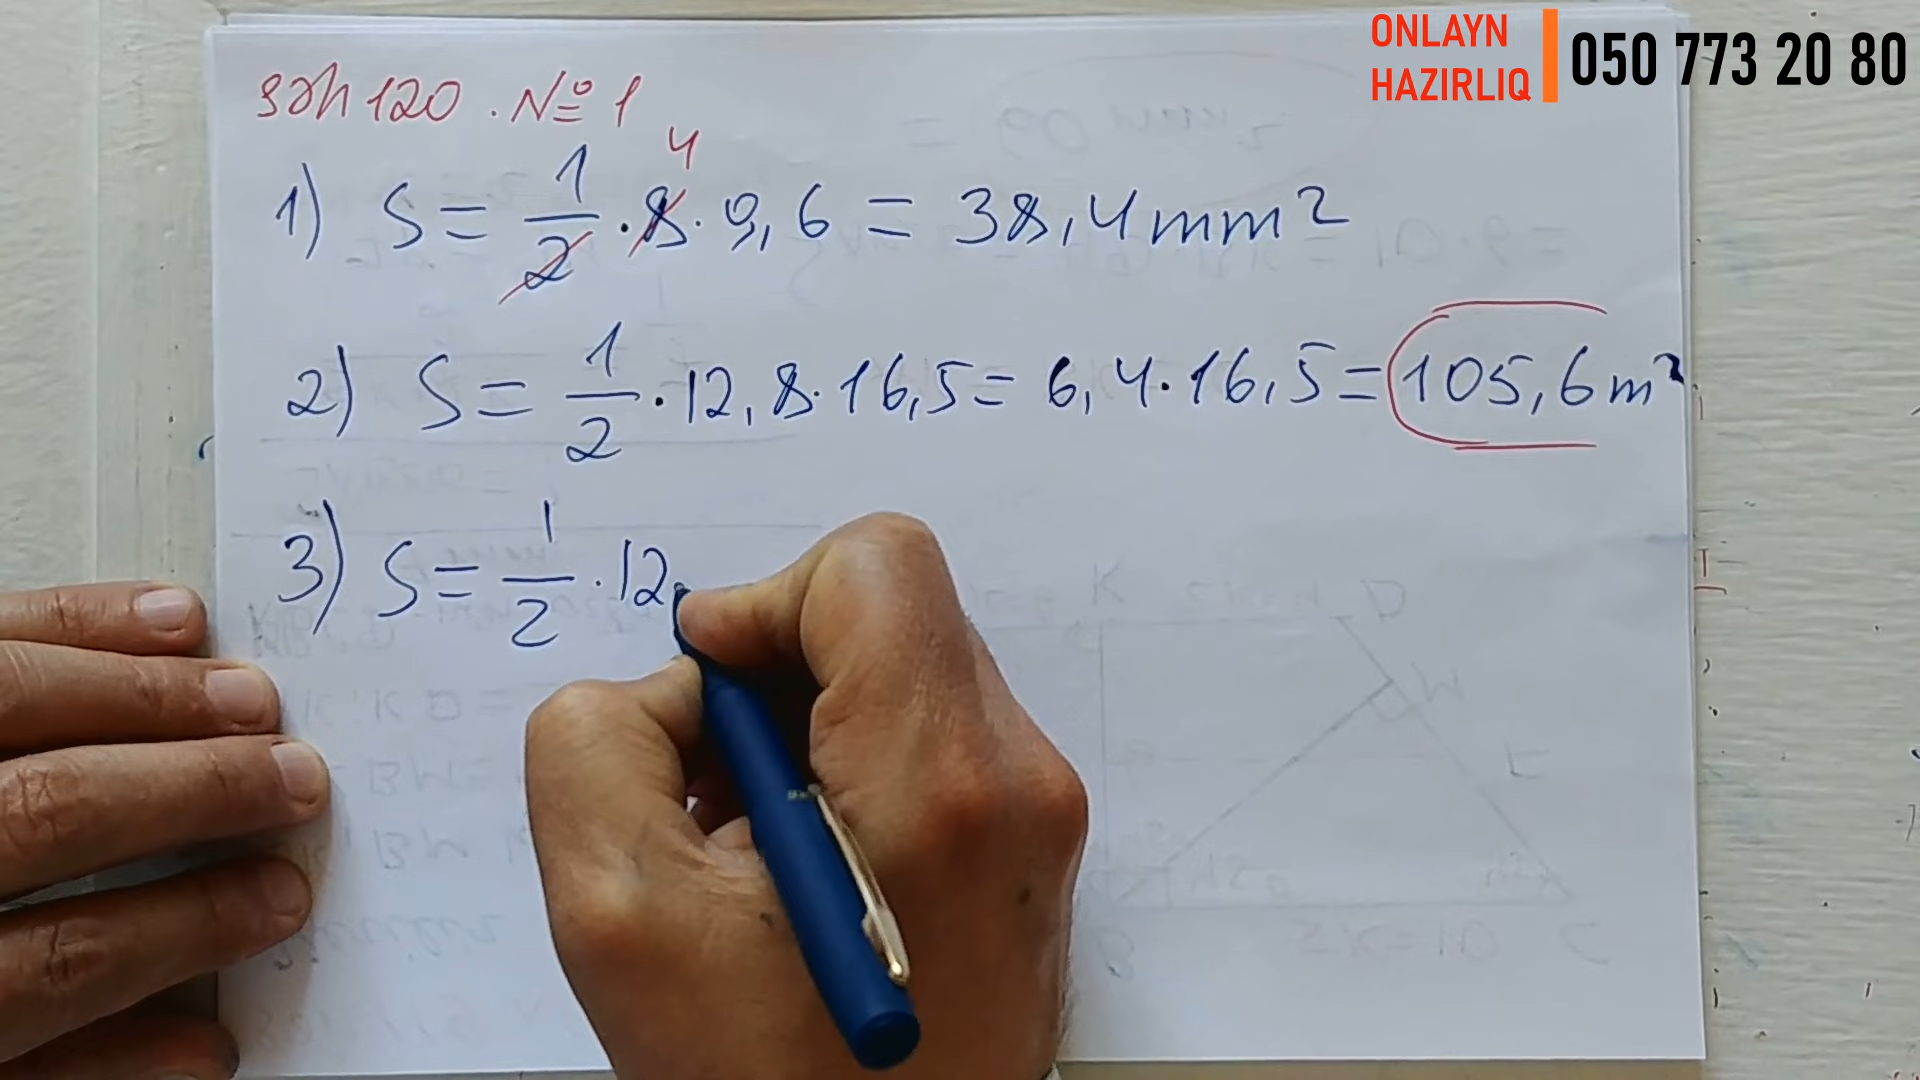 ONLAYN
HAZIRLIQ
050 773 20 80
səh 120. № 1
4
1) S = 1/2 · 8 · 9,6 = 38,4 mm²
2) S = 1/2 · 12,8 · 16,5 = 6,4 · 16,5 = 105,6 m²
3) S = 1/2 · 12,